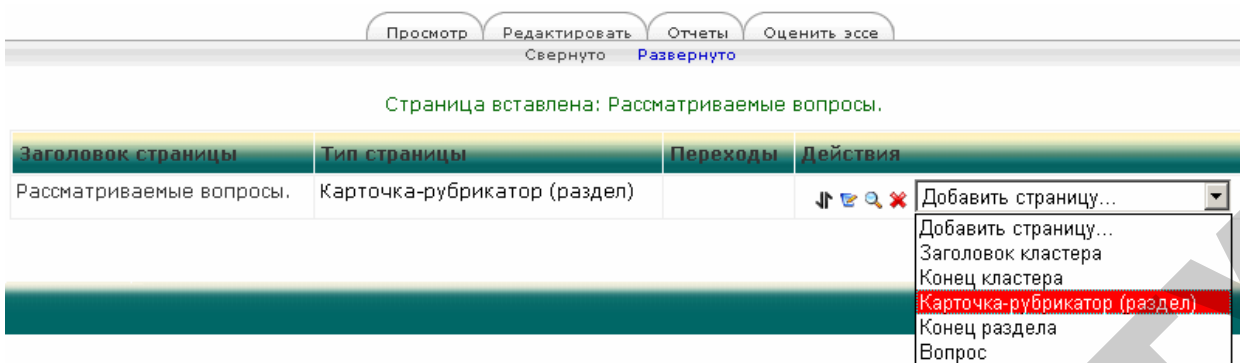 Просмотр Редактировать Отчеты Оценить эссе
Свернуто Развернуто
Страница вставлена: Рассматриваемые вопросы.
Заголовок страницы Тип страницы Переходы Действия
Рассматриваемые вопросы. Карточка-рубрикатор (раздел) Добавить страницу...
Добавить страницу...
Заголовок кластера
Конец кластера
Карточка-рубрикатор (раздел)
Конец раздела
Вопрос